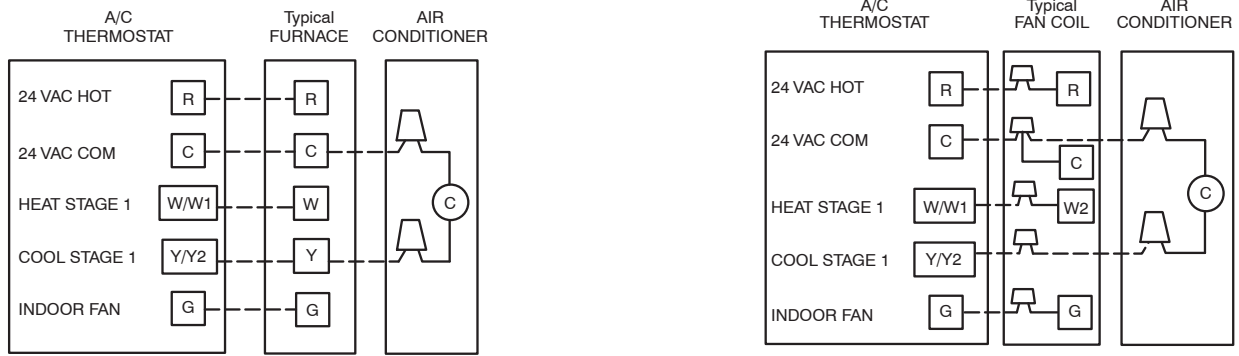 A/C
THERMOSTAT
Typical
FURNACE
AIR
CONDITIONER
24 VAC HOT
R
R
24 VAC COM
C
C
HEAT STAGE 1
W/W1
W
C
COOL STAGE 1
Y/Y2
Y
INDOOR FAN
G
G
A/C
THERMOSTAT
Typical
FAN COIL
AIR
CONDITIONER
24 VAC HOT
R
R
24 VAC COM
C
C
HEAT STAGE 1
W/W1
W2
C
COOL STAGE 1
Y/Y2
INDOOR FAN
G
G